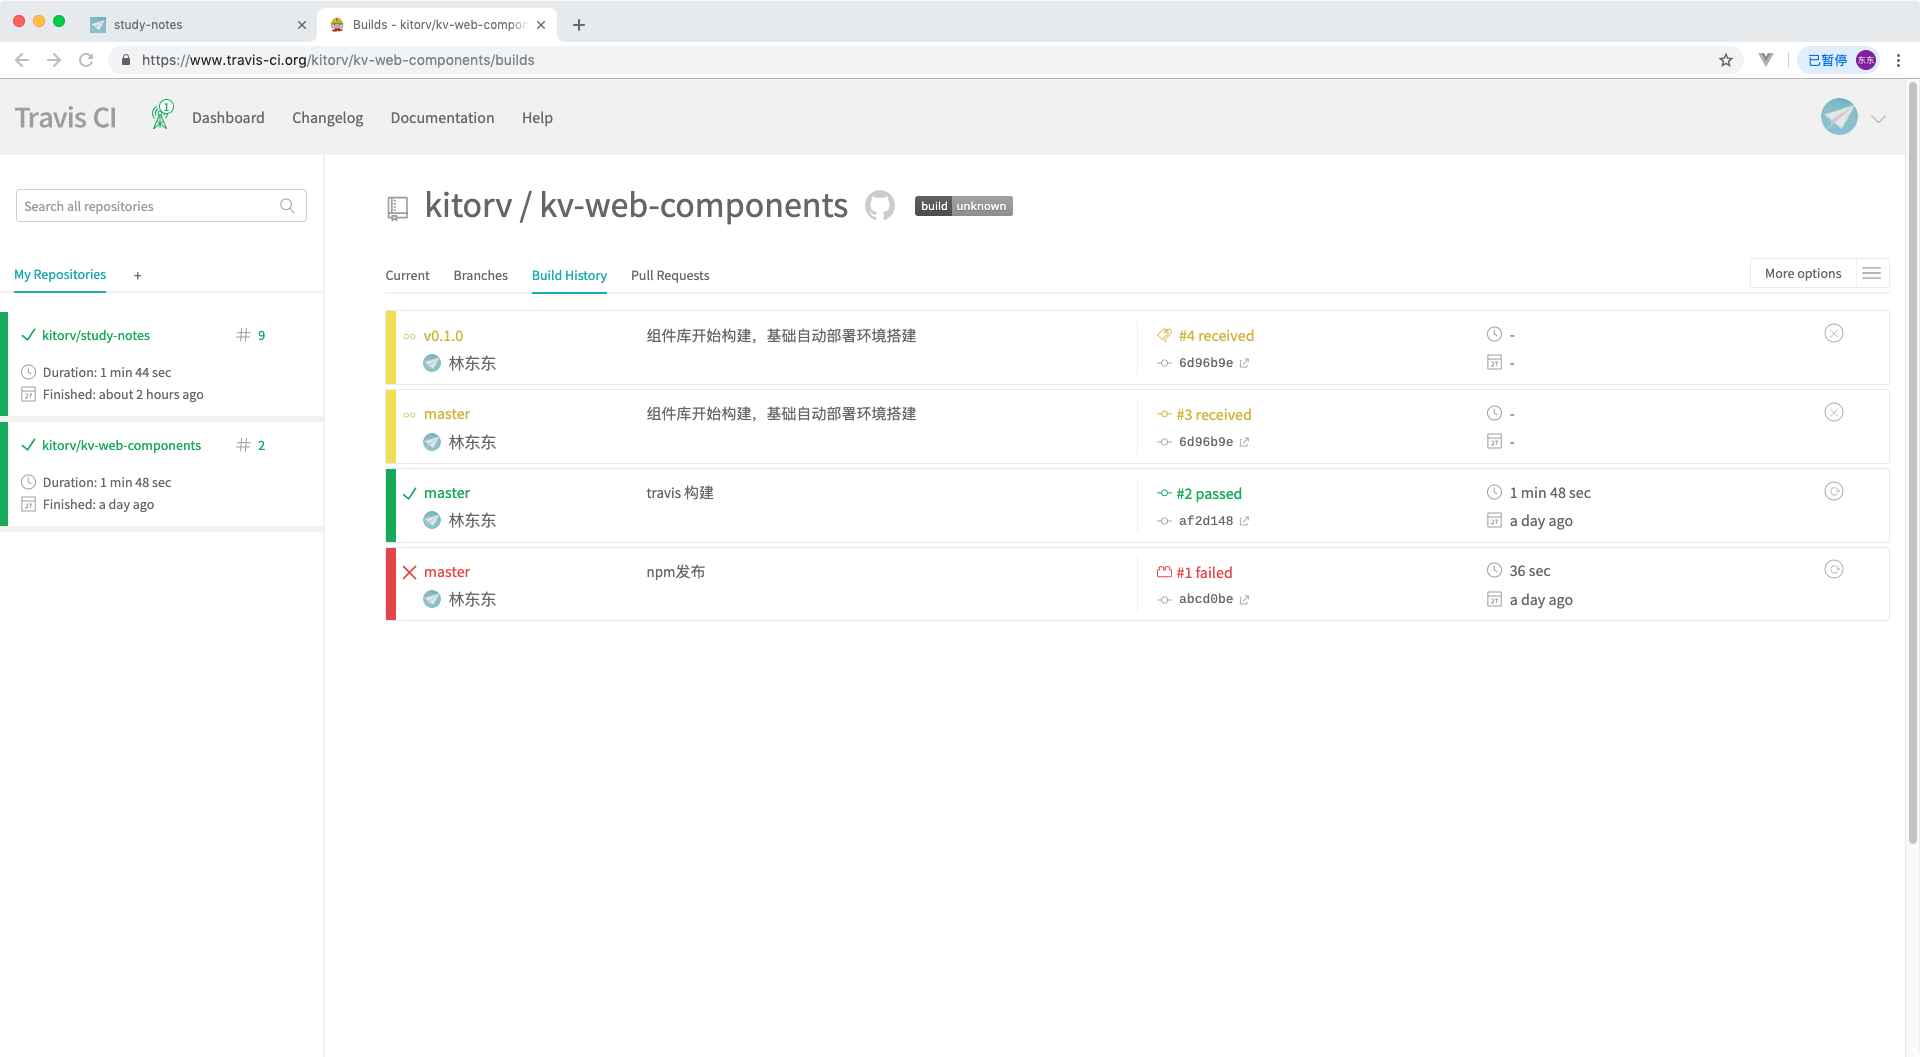 study-notes
Builds - kitorv/kv-web-compon
https://www.travis-ci.org/kitorv/kv-web-components/builds
已暂停
东东
Travis CI
1
Dashboard
Changelog
Documentation
Help
Search all repositories
My Repositories
+
kitorv/study-notes
# 9
Duration: 1 min 44 sec
Finished: about 2 hours ago
kitorv/kv-web-components
# 2
Duration: 1 min 48 sec
Finished: a day ago
kitorv / kv-web-components
build unknown
Current
Branches
Build History
Pull Requests
More options
v0.1.0
组件库开始构建，基础自动部署环境搭建
#4 received
-
林东东
6d96b9e
-
master
组件库开始构建，基础自动部署环境搭建
#3 received
-
林东东
6d96b9e
-
master
travis 构建
#2 passed
1 min 48 sec
林东东
af2d148
a day ago
master
npm发布
#1 failed
36 sec
林东东
abcd0be
a day ago